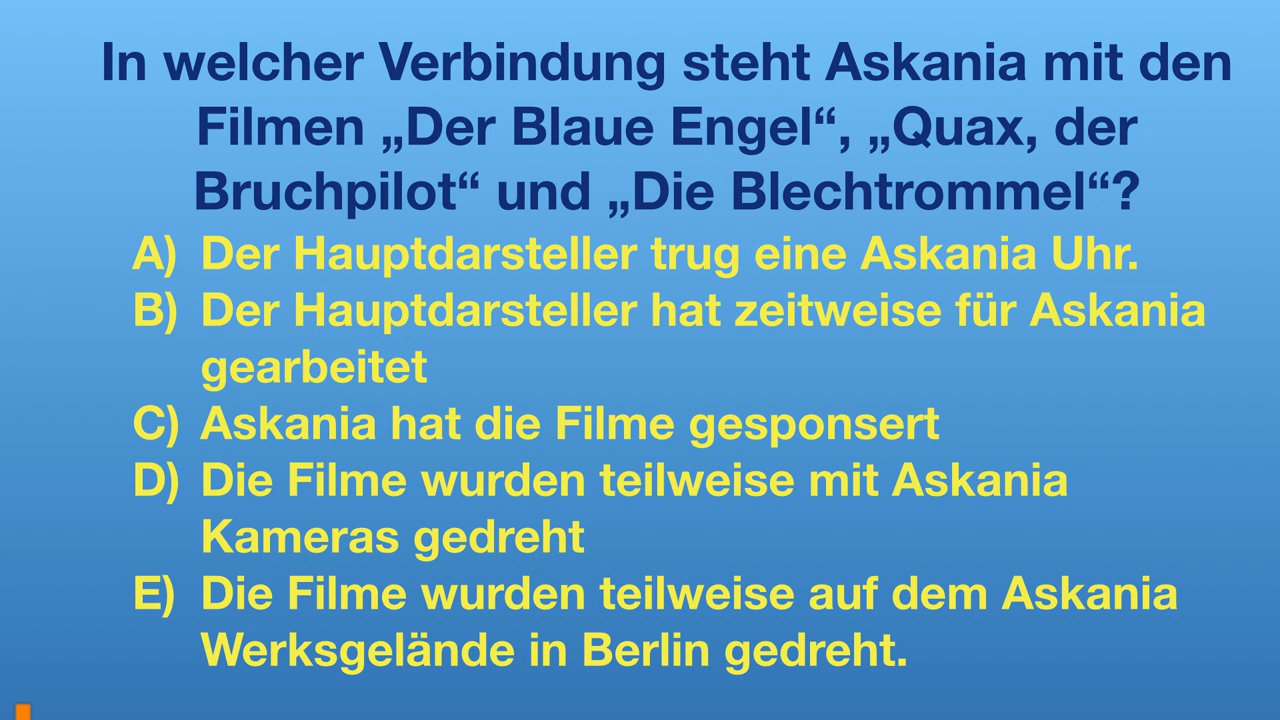 In welcher Verbindung steht Askania mit den
Filmen „Der Blaue Engel“, „Quax, der
Bruchpilot“ und „Die Blechtrommel“?
A) Der Hauptdarsteller trug eine Askania Uhr.
B) Der Hauptdarsteller hat zeitweise für Askania
gearbeitet
C) Askania hat die Filme gesponsert
D) Die Filme wurden teilweise mit Askania
Kameras gedreht
E) Die Filme wurden teilweise auf dem Askania
Werksgelände in Berlin gedreht.